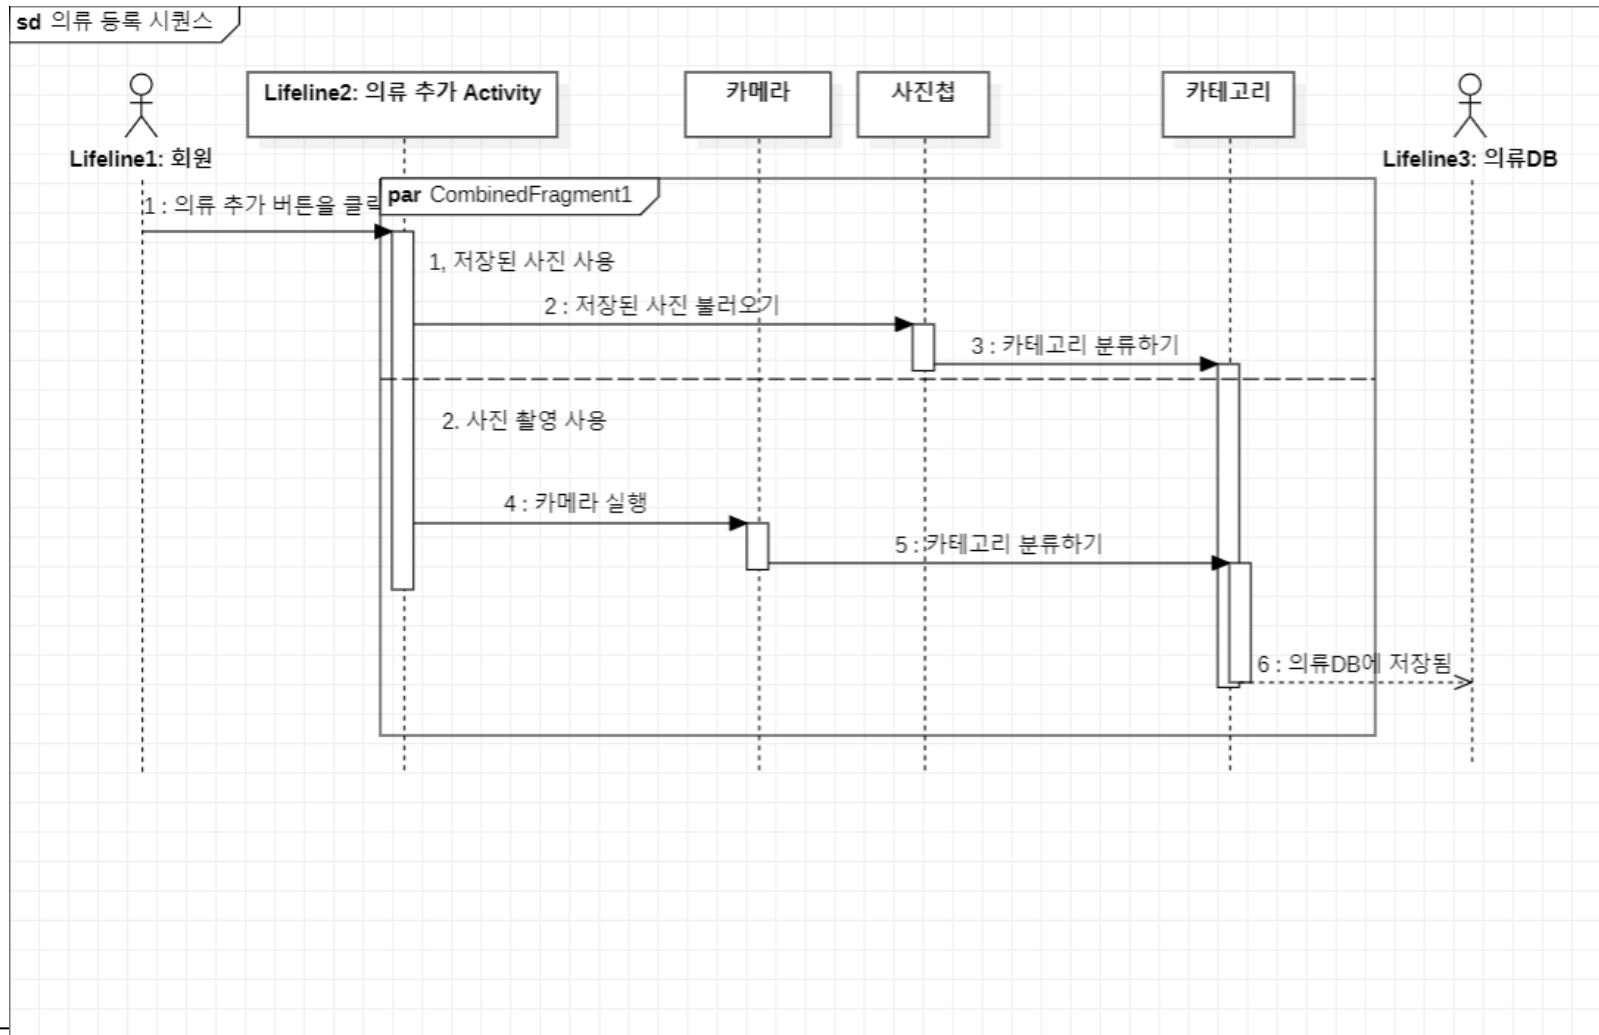 sd 의류 등록 시퀀스
Lifeline2: 의류 추가 Activity
카메라
사진첩
카테고리
Lifeline1: 회원
Lifeline3: 의류DB
par CombinedFragment1
1 : 의류 추가 버튼을 클릭
1, 저장된 사진 사용
2 : 저장된 사진 불러오기
3 : 카테고리 분류하기
2. 사진 촬영 사용
4 : 카메라 실행
5 : 카테고리 분류하기
6 : 의류DB에 저장됨